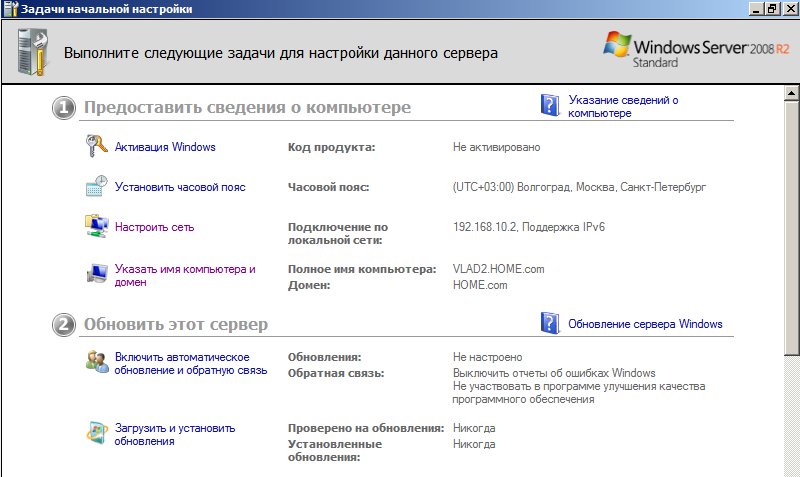 Задачи начальной настройки
Выполните следующие задачи для настройки данного сервера
Windows Server 2008 R2
Standard
1 Предоставить сведения о компьютере
Указание сведений о
компьютере
Активация Windows
Код продукта:
Не активировано
Установить часовой пояс
Часовой пояс:
(UTC+03:00) Волгоград, Москва, Санкт-Петербург
Настроить сеть
Подключение по
локальной сети:
192.168.10.2, Поддержка IPv6
Указать имя компьютера и
домен
Полное имя компьютера:
VLAD2.HOME.com
Домен:
HOME.com
2 Обновить этот сервер
Обновление сервера Windows
Включить автоматическое
обновление и обратную связь
Обновления:
Не настроено
Обратная связь:
Выключить отчеты об ошибках Windows
Не участвовать в программе улучшения качества
программного обеспечения
Загрузить и установить
обновления
Проверено на обновления:
Никогда
Установленные
обновления:
Никогда